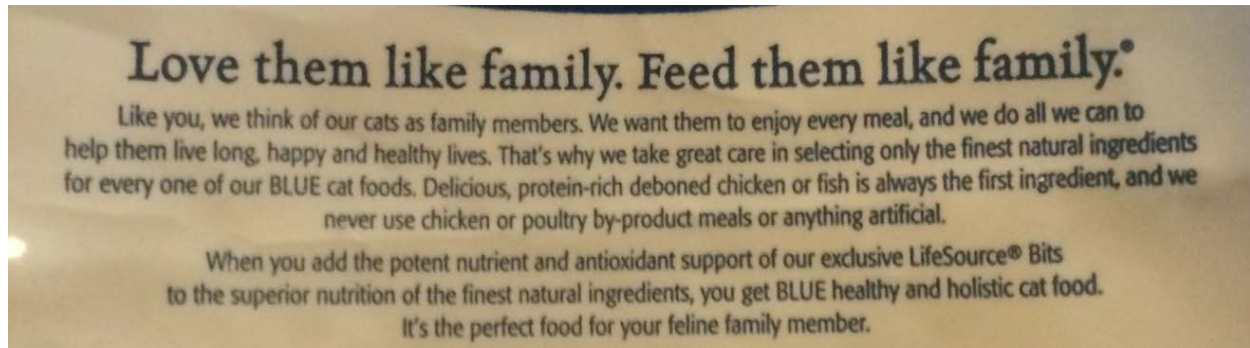 Love them like family. Feed them like family.®
Like you, we think of our cats as family members. We want them to enjoy every meal, and we do all we can to
help them live long, happy and healthy lives. That's why we take great care in selecting only the finest natural ingredients
for every one of our BLUE cat foods. Delicious, protein-rich deboned chicken or fish is always the first ingredient, and we
never use chicken or poultry by-product meals or anything artificial.
When you add the potent nutrient and antioxidant support of our exclusive LifeSource® Bits
to the superior nutrition of the finest natural ingredients, you get BLUE healthy and holistic cat food.
It's the perfect food for your feline family member.